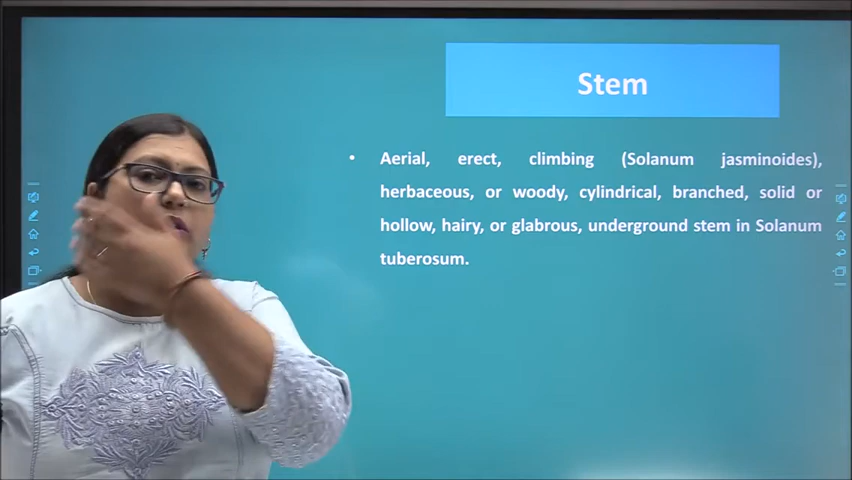 Stem
• Aerial, erect, climbing (Solanum jasminoides),
herbaceous, or woody, cylindrical, branched, solid or
hollow, hairy, or glabrous, underground stem in Solanum
tuberosum.